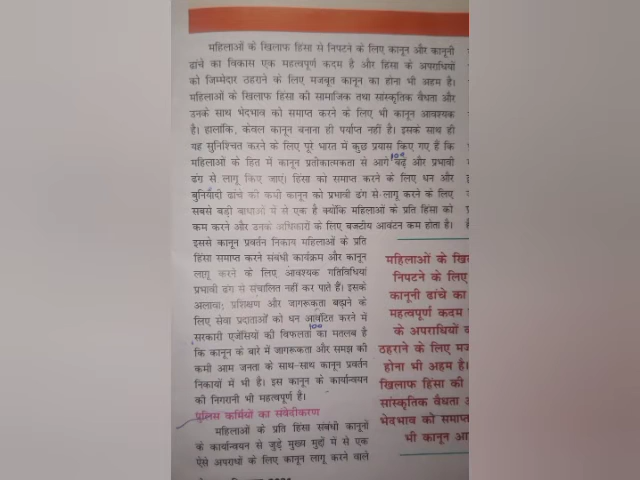 महिलाओं के खिलाफ हिंसा से निपटने के लिए कानून और कानूनी
ढांचे का विकास एक महत्वपूर्ण कदम है और हिंसा के अपराधियों
को जिम्मेदार ठहराने के लिए मजबूत कानून का होना भी अहम है।
महिलाओं के खिलाफ हिंसा की सामाजिक तथा सांस्कृतिक वैधता और
उनके साथ भेदभाव को समाप्त करने के लिए भी कानून आवश्यक
है। हालांकि, केवल कानून बनाना ही पर्याप्त नहीं है। इसके साथ ही
यह सुनिश्चित करने के लिए पूरे भारत में कुछ प्रयास किए गए हैं कि
महिलाओं के हित में कानून प्रतीकात्मकता से आगे बढ़ें और प्रभावी
ढंग से लागू किए जाएं। हिंसा को समाप्त करने के लिए धन और
बुनियादी ढांचे की कमी कानून को प्रभावी ढंग से लागू करने के लिए
सबसे बड़ी बाधाओं में से एक है क्योंकि महिलाओं के प्रति हिंसा को
कम करने और उनके अधिकारों के लिए बजटीय आवंटन कम होता है।
इससे कानून प्रवर्तन निकाय महिलाओं के प्रति
हिंसा समाप्त करने संबंधी कार्यक्रम और कानून
लागू करने के लिए आवश्यक गतिविधियां
प्रभावी ढंग से संचालित नहीं कर पाते हैं। इसके
अलावा, प्रशिक्षण और जागरूकता बढ़ाने के
लिए सेवा प्रदाताओं को धन आवंटित करने में
100
सरकारी एजेंसियों की विफलता का मतलब है
कि कानून के बारे में जागरूकता और समझ की
कमी आम जनता के साथ-साथ कानून प्रवर्तन
निकायों में भी है। इस कानून के कार्यान्वयन
की निगरानी भी महत्वपूर्ण है।
पुलिस कर्मियों का संवेदीकरण
महिलाओं के प्रति हिंसा संबंधी कानूनों
के कार्यान्वयन से जुड़े मुख्य मुद्दों में से एक
ऐसे अपराधों के लिए कानून लागू करने वाले
महिलाओं के खि
निपटने के लिए
कानूनी ढांचे का
महत्वपूर्ण कदम
के अपराधियों
ठहराने के लिए मज
होना भी अहम है।
खिलाफ हिंसा की
सांस्कृतिक वैधता
भेदभाव को समाप्त
भी कानून आ